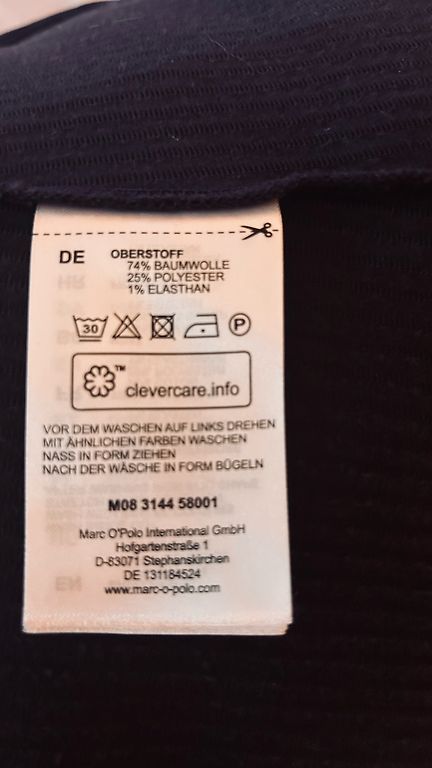 DE OBERSTOFF
74% BAUMWOLLE
25% POLYESTER
1% ELASTHAN
30 P
TM
clevercare.info
VOR DEM WASCHEN AUF LINKS DREHEN
MIT ÄHNLICHEN FARBEN WASCHEN
NASS IN FORM ZIEHEN
NACH DER WÄSCHE IN FORM BÜGELN
M08 3144 58001
Marc O'Polo International GmbH
Hofgartenstraße 1
D-83071 Stephanskirchen
DE 131184524
www.marc-o-polo.com